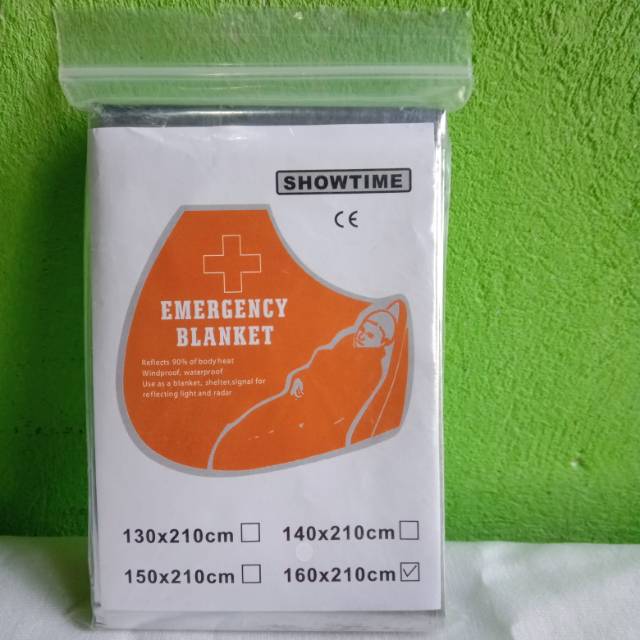 SHOWTIME
CE
EMERGENCY
BLANKET
Reflects 90% of body heat
Windproof, waterproof
Use as a blanket, shelter,signal for
reflecting light and radar
130x210cm
140x210cm
150x210cm
160x210cm